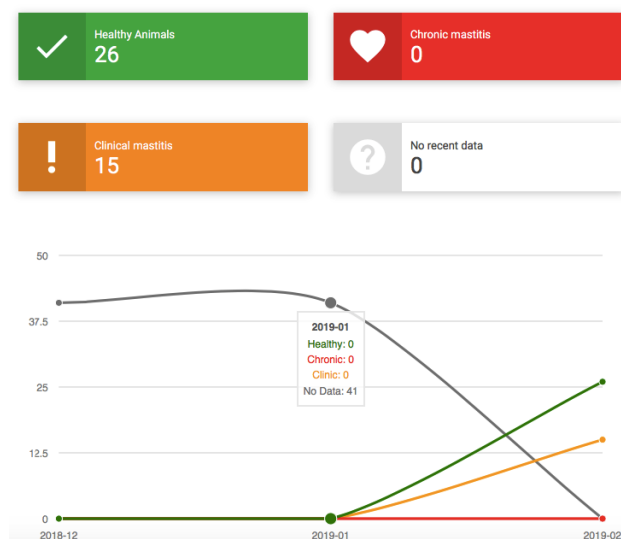 Healthy Animals
26
Chronic mastitis
0
Clinical mastitis
15
No recent data
0
50
37.5
25
12.5
0
2019-01
Healthy: 0
Chronic: 0
Clinic: 0
No Data: 41
2018-12
2019-01
2019-02